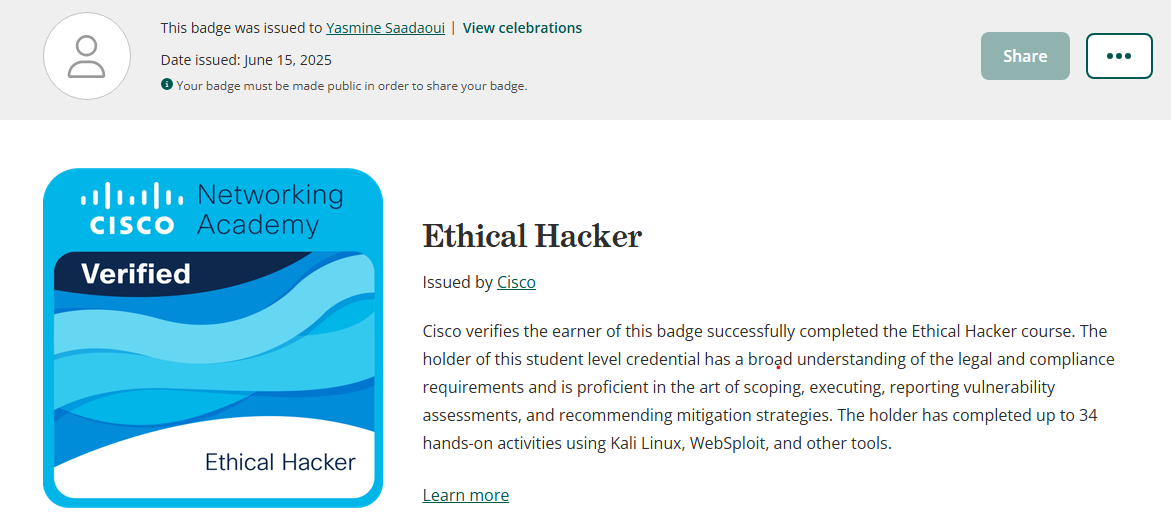 This badge was issued to Yasmine Saadaoui | View celebrations
Date issued: June 15, 2025
Your badge must be made public in order to share your badge.
Share
CISCO
Networking
Academy
Verified
Ethical Hacker
Ethical Hacker
Issued by Cisco
Cisco verifies the earner of this badge successfully completed the Ethical Hacker course. The
holder of this student level credential has a broad understanding of the legal and compliance
requirements and is proficient in the art of scoping, executing, reporting vulnerability
assessments, and recommending mitigation strategies. The holder has completed up to 34
hands-on activities using Kali Linux, WebSploit, and other tools.
Learn more